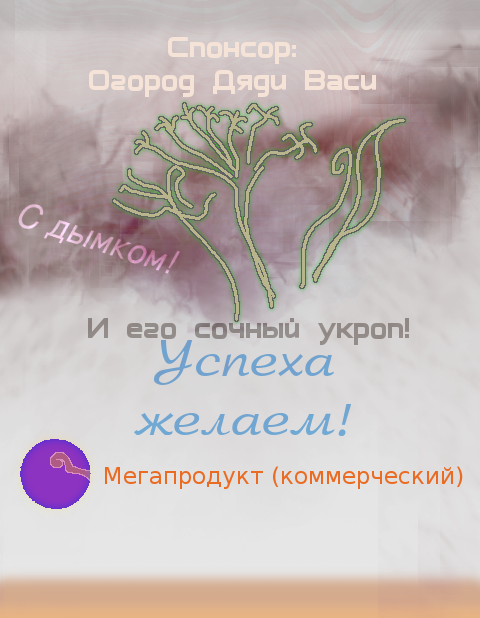 Спонсор:
Огород Дяди Васи
С дымком!
И его сочный укроп!
Успеха
желаем!
Мегапродукт (коммерческий)